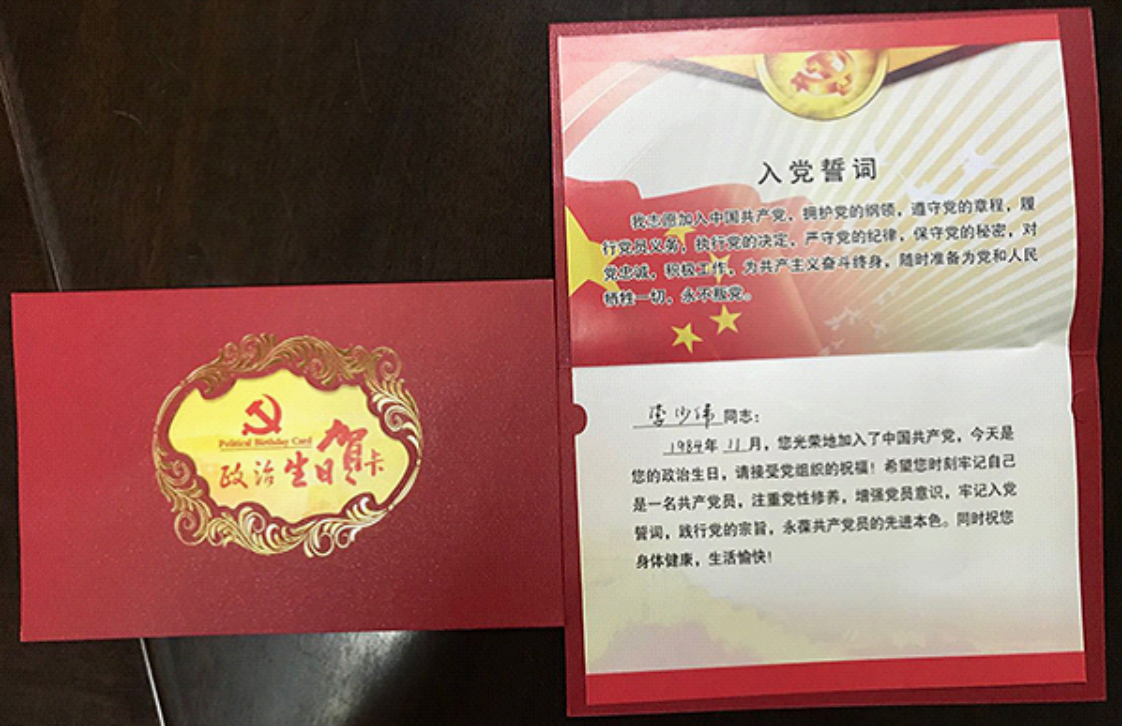 Political Birthday Card
政治生日贺卡
入党誓词
我志愿加入中国共产党，拥护党的纲领，遵守党的章程，履
行党员义务，执行党的决定，严守党的纪律，保守党的秘密，对
党忠诚，积极工作，为共产主义奋斗终身，随时准备为党和人民
牺牲一切，永不叛党。
李少伟 同志：
1984年 11月，您光荣地加入了中国共产党，今天是
您的政治生日，请接受党组织的祝福！希望您时刻牢记自己
是一名共产党员，注重党性修养，增强党员意识，牢记入党
誓词，践行党的宗旨，永葆共产党员的先进本色。同时祝您
身体健康，生活愉快！